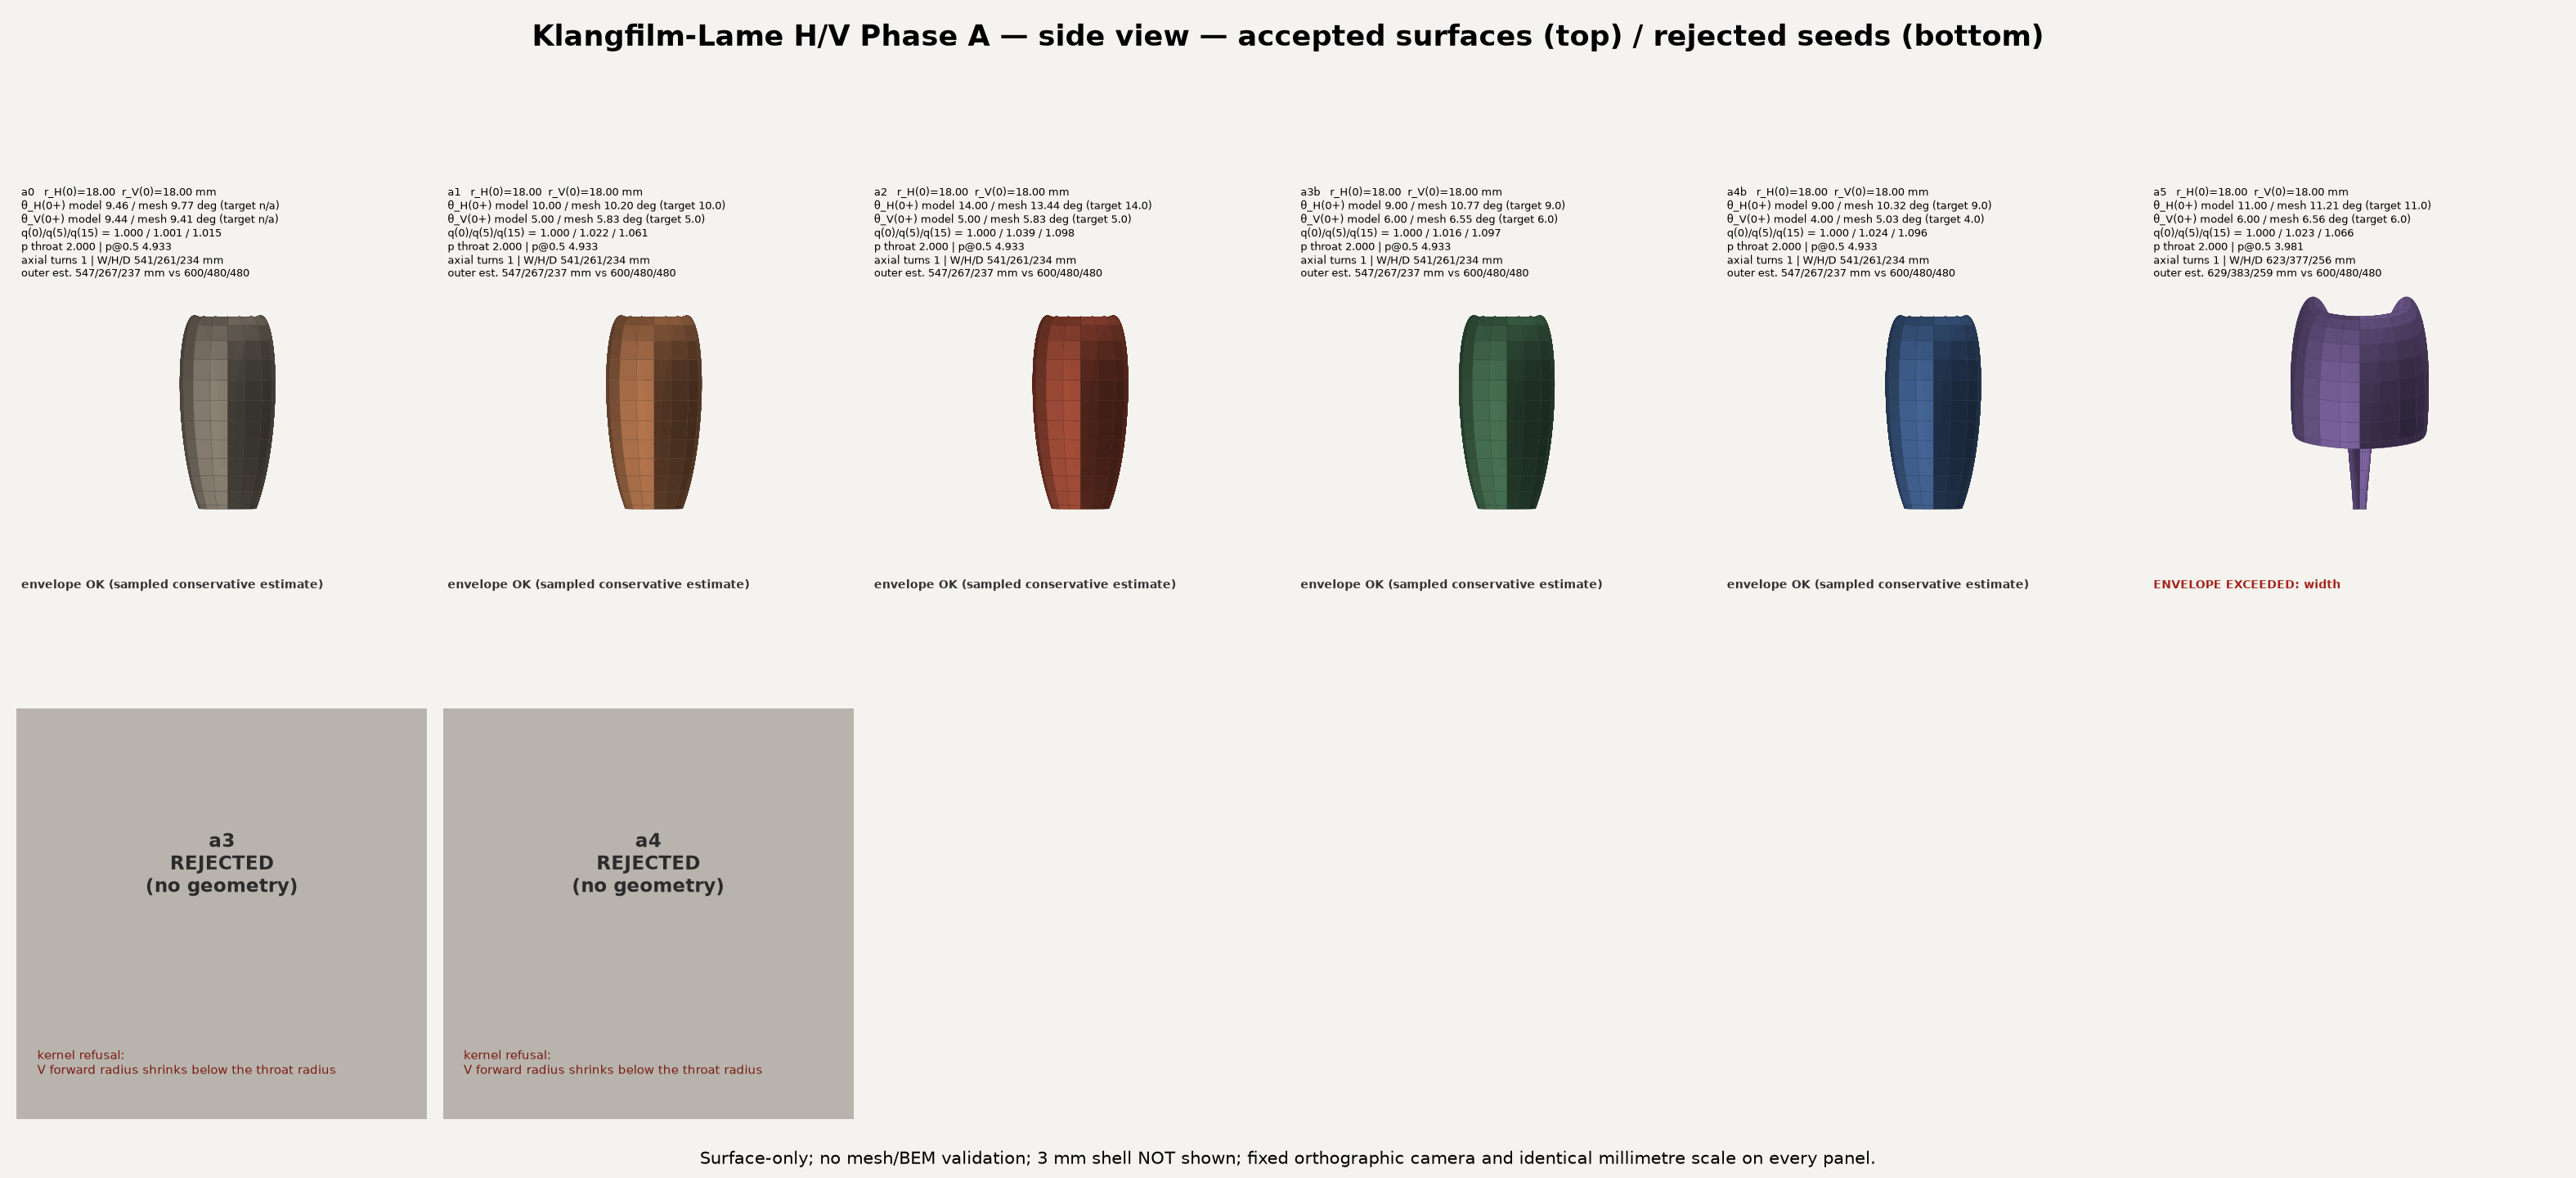 Klangfilm-Lame H/V Phase A — side view — accepted surfaces (top) / rejected seeds (bottom)
a0   r_H(0)=18.00  r_V(0)=18.00 mm
θ_H(0+) model 9.46 / mesh 9.77 deg (target n/a)
θ_V(0+) model 9.44 / mesh 9.41 deg (target n/a)
q(0)/q(5)/q(15) = 1.000 / 1.001 / 1.015
p throat 2.000 | p@0.5 4.933
axial turns 1 | W/H/D 541/261/234 mm
outer est. 547/267/237 mm vs 600/480/480
envelope OK (sampled conservative estimate)
a1   r_H(0)=18.00  r_V(0)=18.00 mm
θ_H(0+) model 10.00 / mesh 10.20 deg (target 10.0)
θ_V(0+) model 5.00 / mesh 5.83 deg (target 5.0)
q(0)/q(5)/q(15) = 1.000 / 1.022 / 1.061
p throat 2.000 | p@0.5 4.933
axial turns 1 | W/H/D 541/261/234 mm
outer est. 547/267/237 mm vs 600/480/480
envelope OK (sampled conservative estimate)
a2   r_H(0)=18.00  r_V(0)=18.00 mm
θ_H(0+) model 14.00 / mesh 13.44 deg (target 14.0)
θ_V(0+) model 5.00 / mesh 5.83 deg (target 5.0)
q(0)/q(5)/q(15) = 1.000 / 1.039 / 1.098
p throat 2.000 | p@0.5 4.933
axial turns 1 | W/H/D 541/261/234 mm
outer est. 547/267/237 mm vs 600/480/480
envelope OK (sampled conservative estimate)
a3b   r_H(0)=18.00  r_V(0)=18.00 mm
θ_H(0+) model 9.00 / mesh 10.77 deg (target 9.0)
θ_V(0+) model 6.00 / mesh 6.55 deg (target 6.0)
q(0)/q(5)/q(15) = 1.000 / 1.016 / 1.097
p throat 2.000 | p@0.5 4.933
axial turns 1 | W/H/D 541/261/234 mm
outer est. 547/267/237 mm vs 600/480/480
envelope OK (sampled conservative estimate)
a4b   r_H(0)=18.00  r_V(0)=18.00 mm
θ_H(0+) model 9.00 / mesh 10.32 deg (target 9.0)
θ_V(0+) model 4.00 / mesh 5.03 deg (target 4.0)
q(0)/q(5)/q(15) = 1.000 / 1.024 / 1.096
p throat 2.000 | p@0.5 4.933
axial turns 1 | W/H/D 541/261/234 mm
outer est. 547/267/237 mm vs 600/480/480
envelope OK (sampled conservative estimate)
a5   r_H(0)=18.00  r_V(0)=18.00 mm
θ_H(0+) model 11.00 / mesh 11.21 deg (target 11.0)
θ_V(0+) model 6.00 / mesh 6.56 deg (target 6.0)
q(0)/q(5)/q(15) = 1.000 / 1.023 / 1.066
p throat 2.000 | p@0.5 3.981
axial turns 1 | W/H/D 623/377/256 mm
outer est. 629/383/259 mm vs 600/480/480
ENVELOPE EXCEEDED: width
a3
REJECTED
(no geometry)
kernel refusal:
V forward radius shrinks below the throat radius
a4
REJECTED
(no geometry)
kernel refusal:
V forward radius shrinks below the throat radius
Surface-only; no mesh/BEM validation; 3 mm shell NOT shown; fixed orthographic camera and identical millimetre scale on every panel.